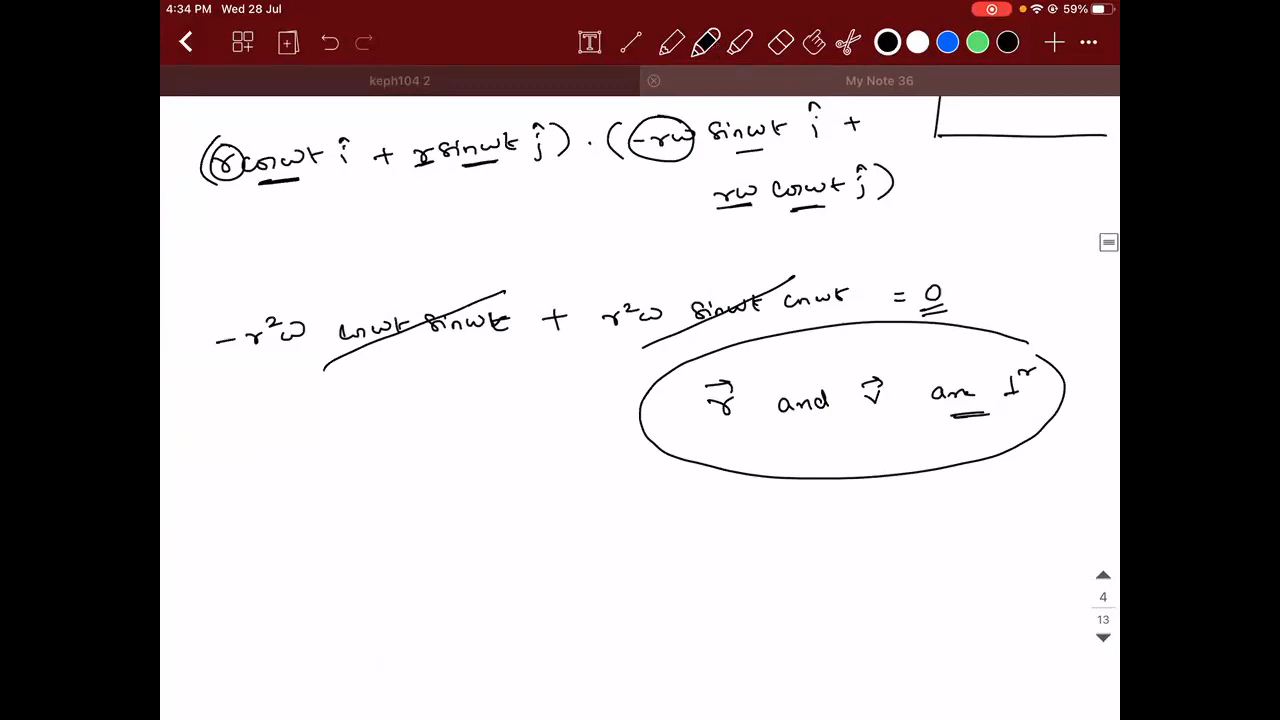 4:34 PM Wed 28 Jul
59%
keph104 2
My Note 36
(r cosωt î + r sinωt ĵ) · (-rω sinωt î +
rω cosωt ĵ)
-r²ω cosωt sinωt + r²ω sinωt cosωt = 0
r⃗ and v⃗ are ⊥ʳ
4
13